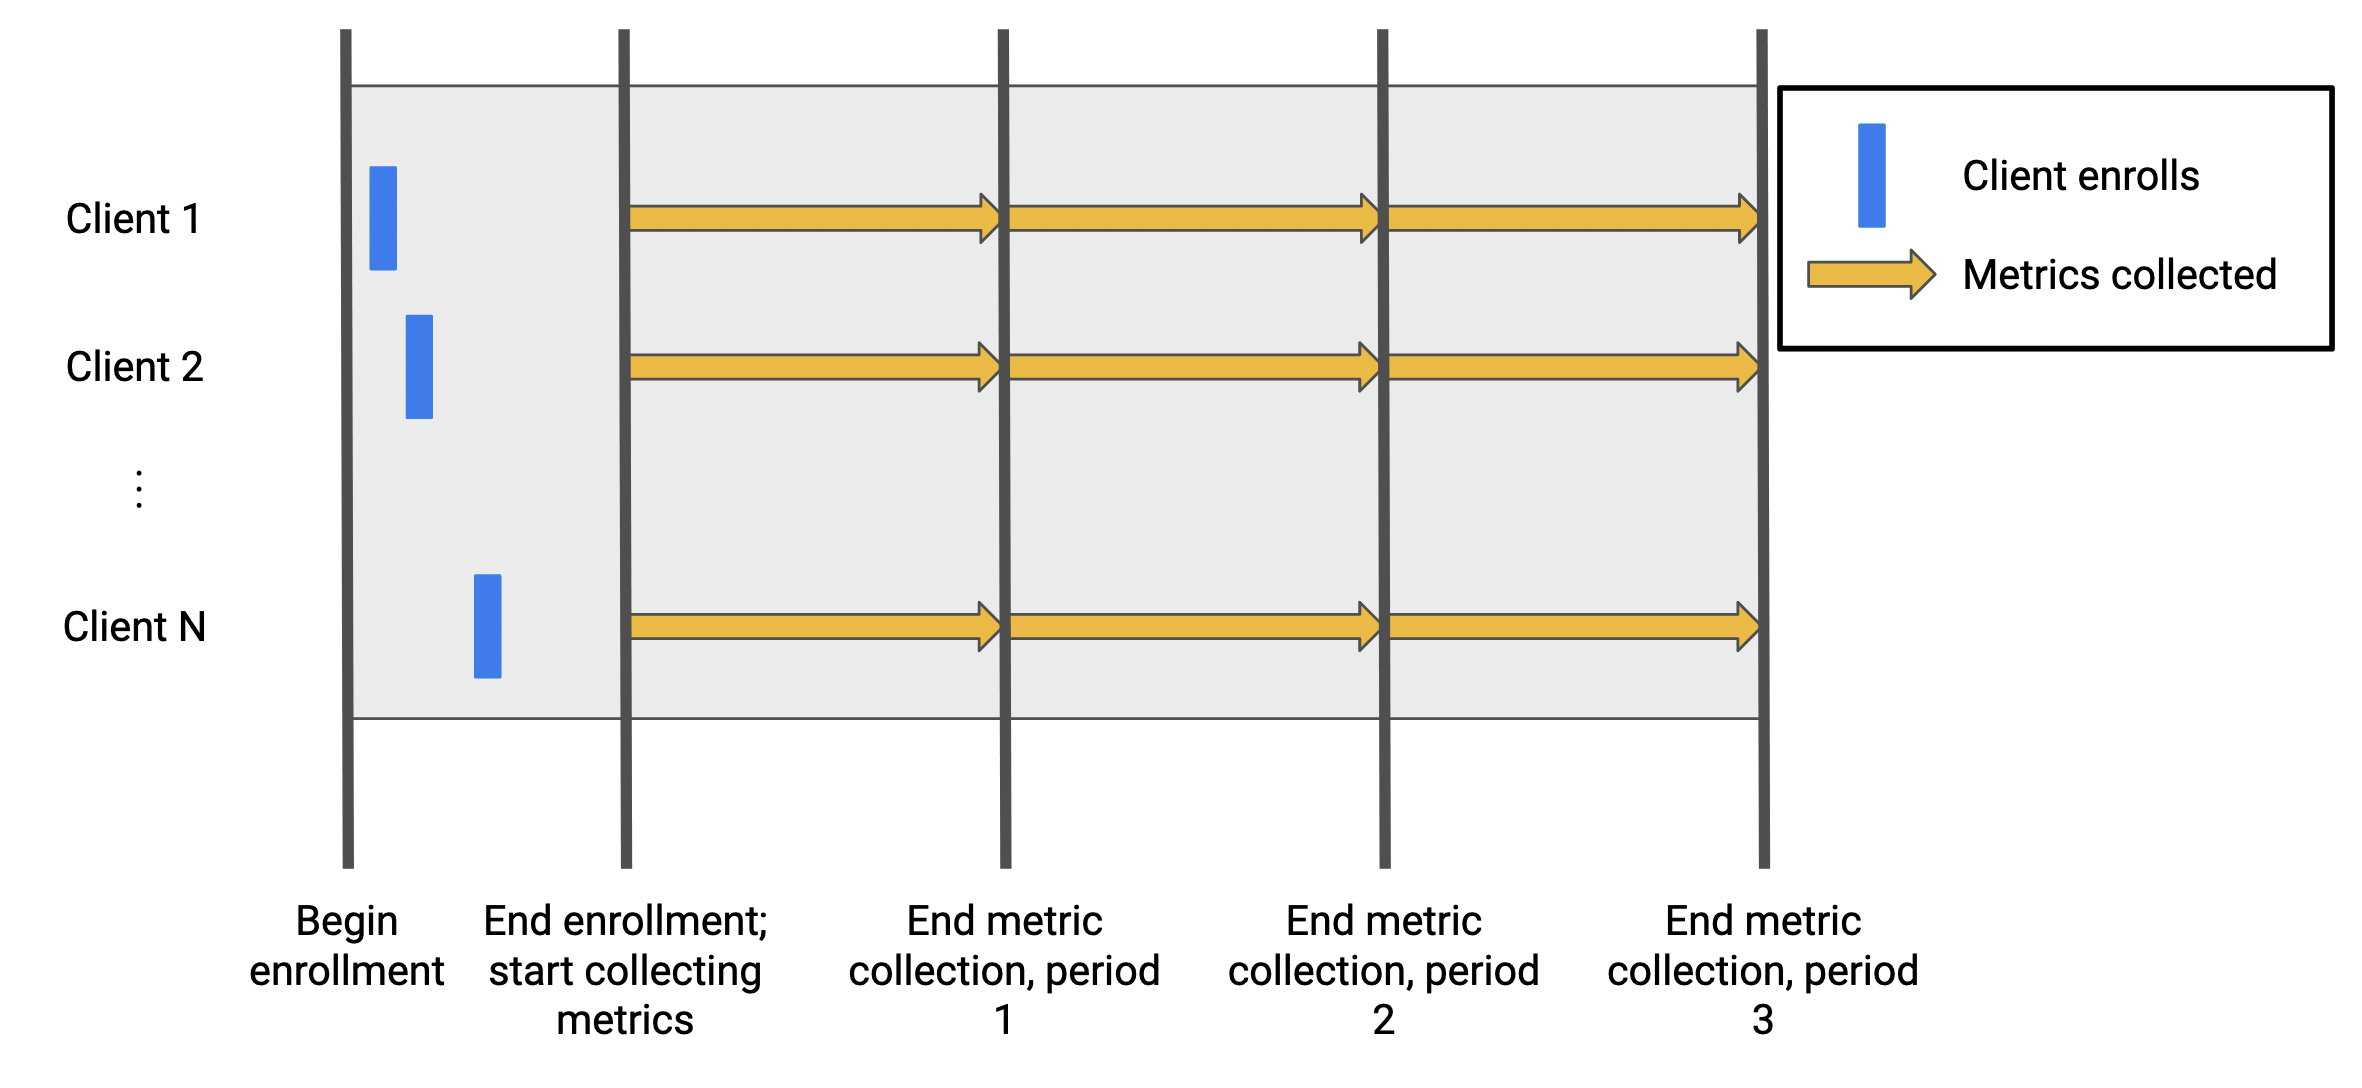 Client enrolls
Metrics collected
Client 1
Client 2
⋮
Client N
Begin
enrollment
End enrollment;
start collecting
metrics
End metric
collection, period
1
End metric
collection, period
2
End metric
collection, period
3